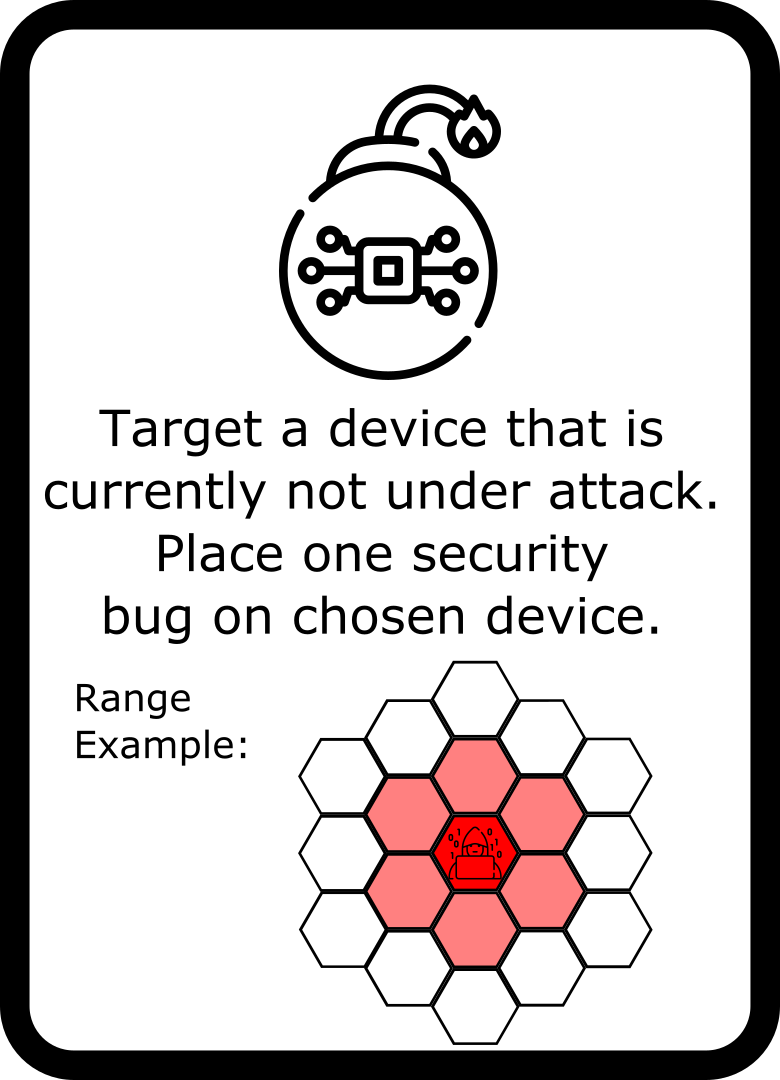 Target a device that is
currently not under attack.
Place one security
bug on chosen device.
Range
Example: